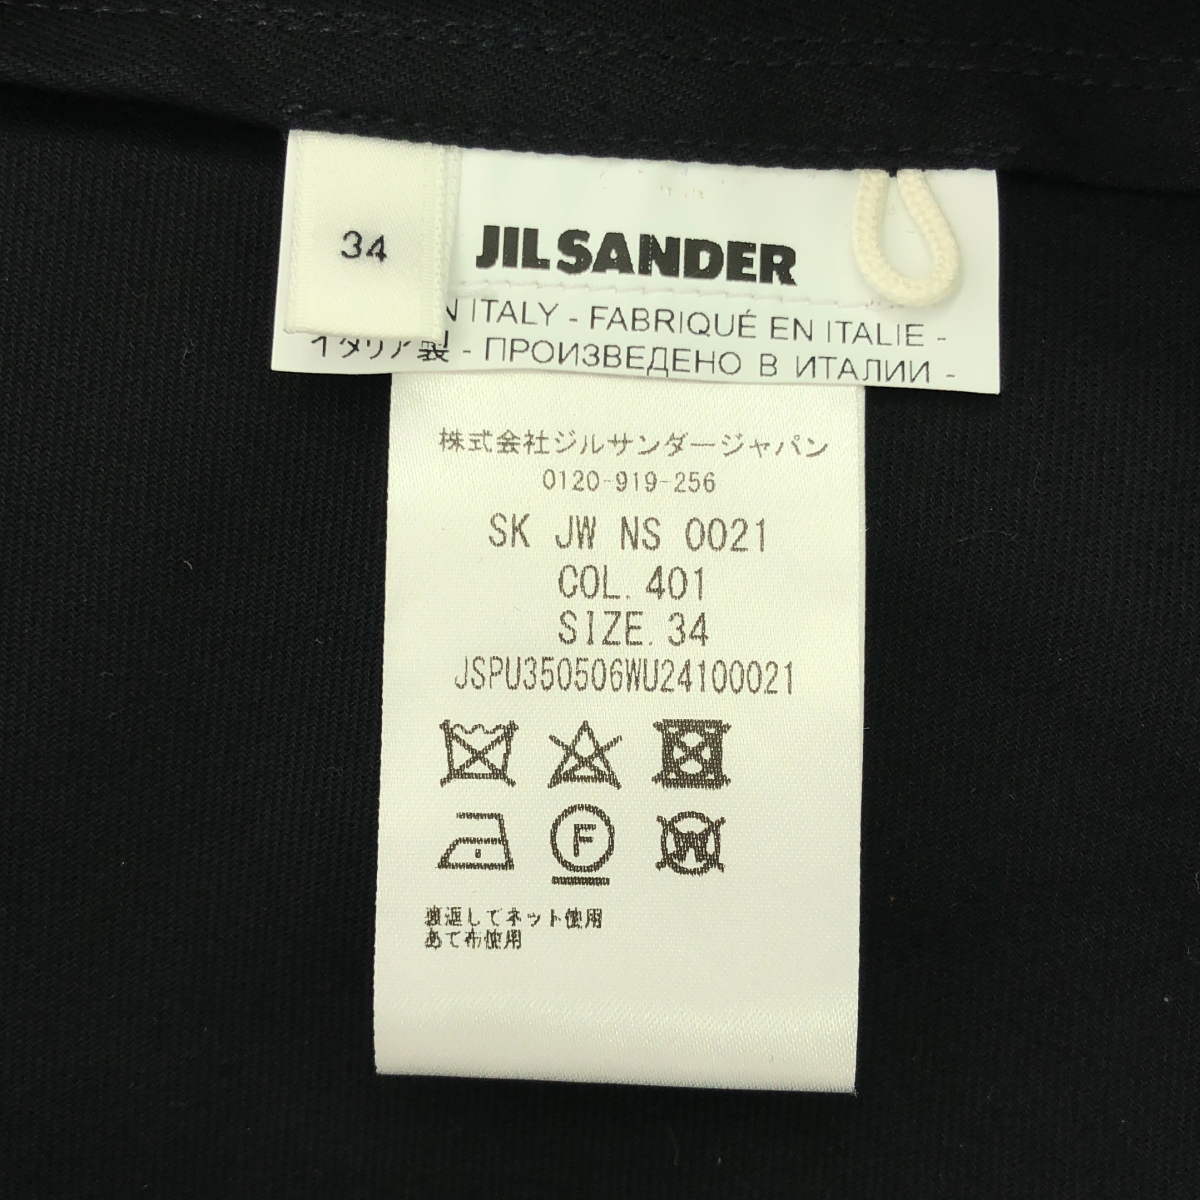 34
JIL SANDER
N ITALY - FABRIQUÉ EN ITALIE -
イタリア製 - ПРОИЗВЕДЕНО В ИТАЛИИ -
株式会社ジルサンダージャパン
0120-919-256
SK JW NS 0021
COL. 401
SIZE. 34
JSPU350506WU24100021
F
W
裏返してネット使用
あて布使用